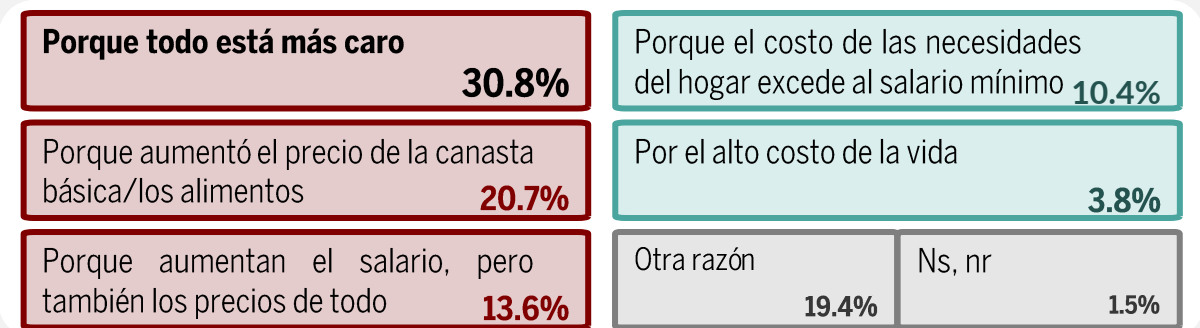 Porque todo está más caro
30.8%
Porque aumentó el precio de la canasta
básica/los alimentos
20.7%
Porque aumentan el salario, pero
también los precios de todo
13.6%
Porque el costo de las necesidades
del hogar excede al salario mínimo
10.4%
Por el alto costo de la vida
3.8%
Otra razón
19.4%
Ns, nr
1.5%